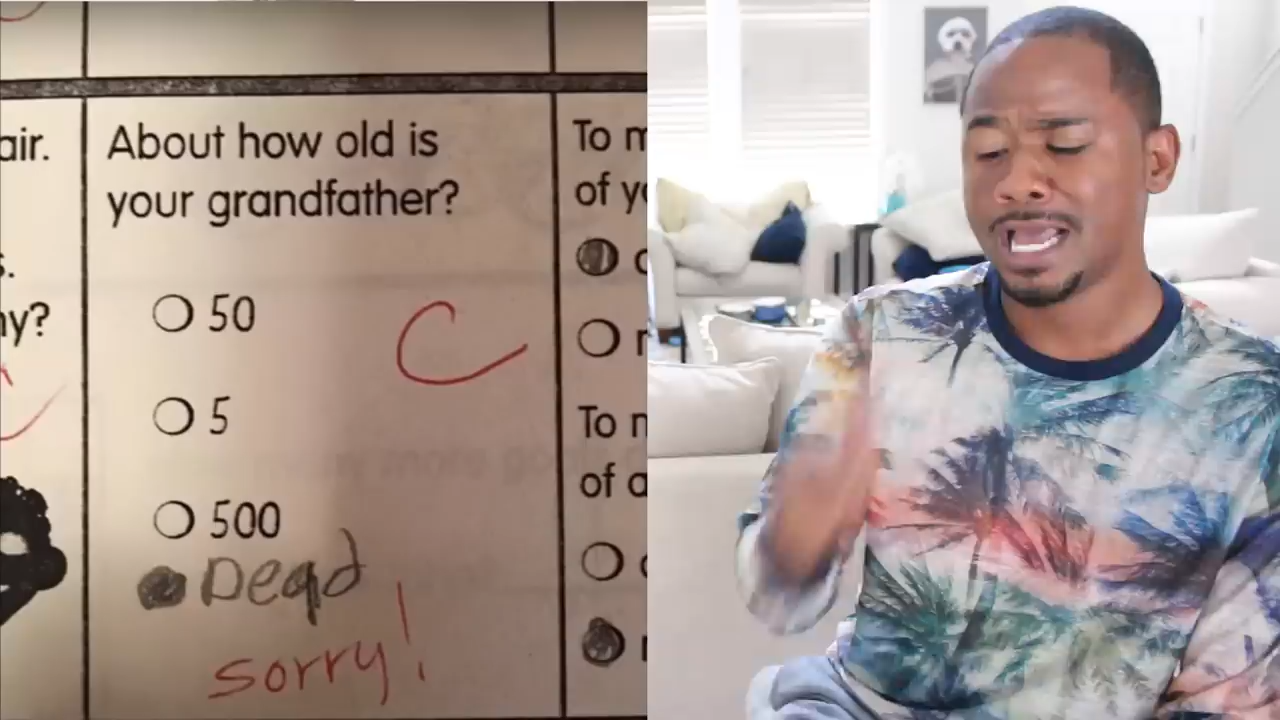 air.
s.
ny?
About how old is
your grandfather?
50
C
5
500
Dead
sorry!
To m
of yo
To m
of a